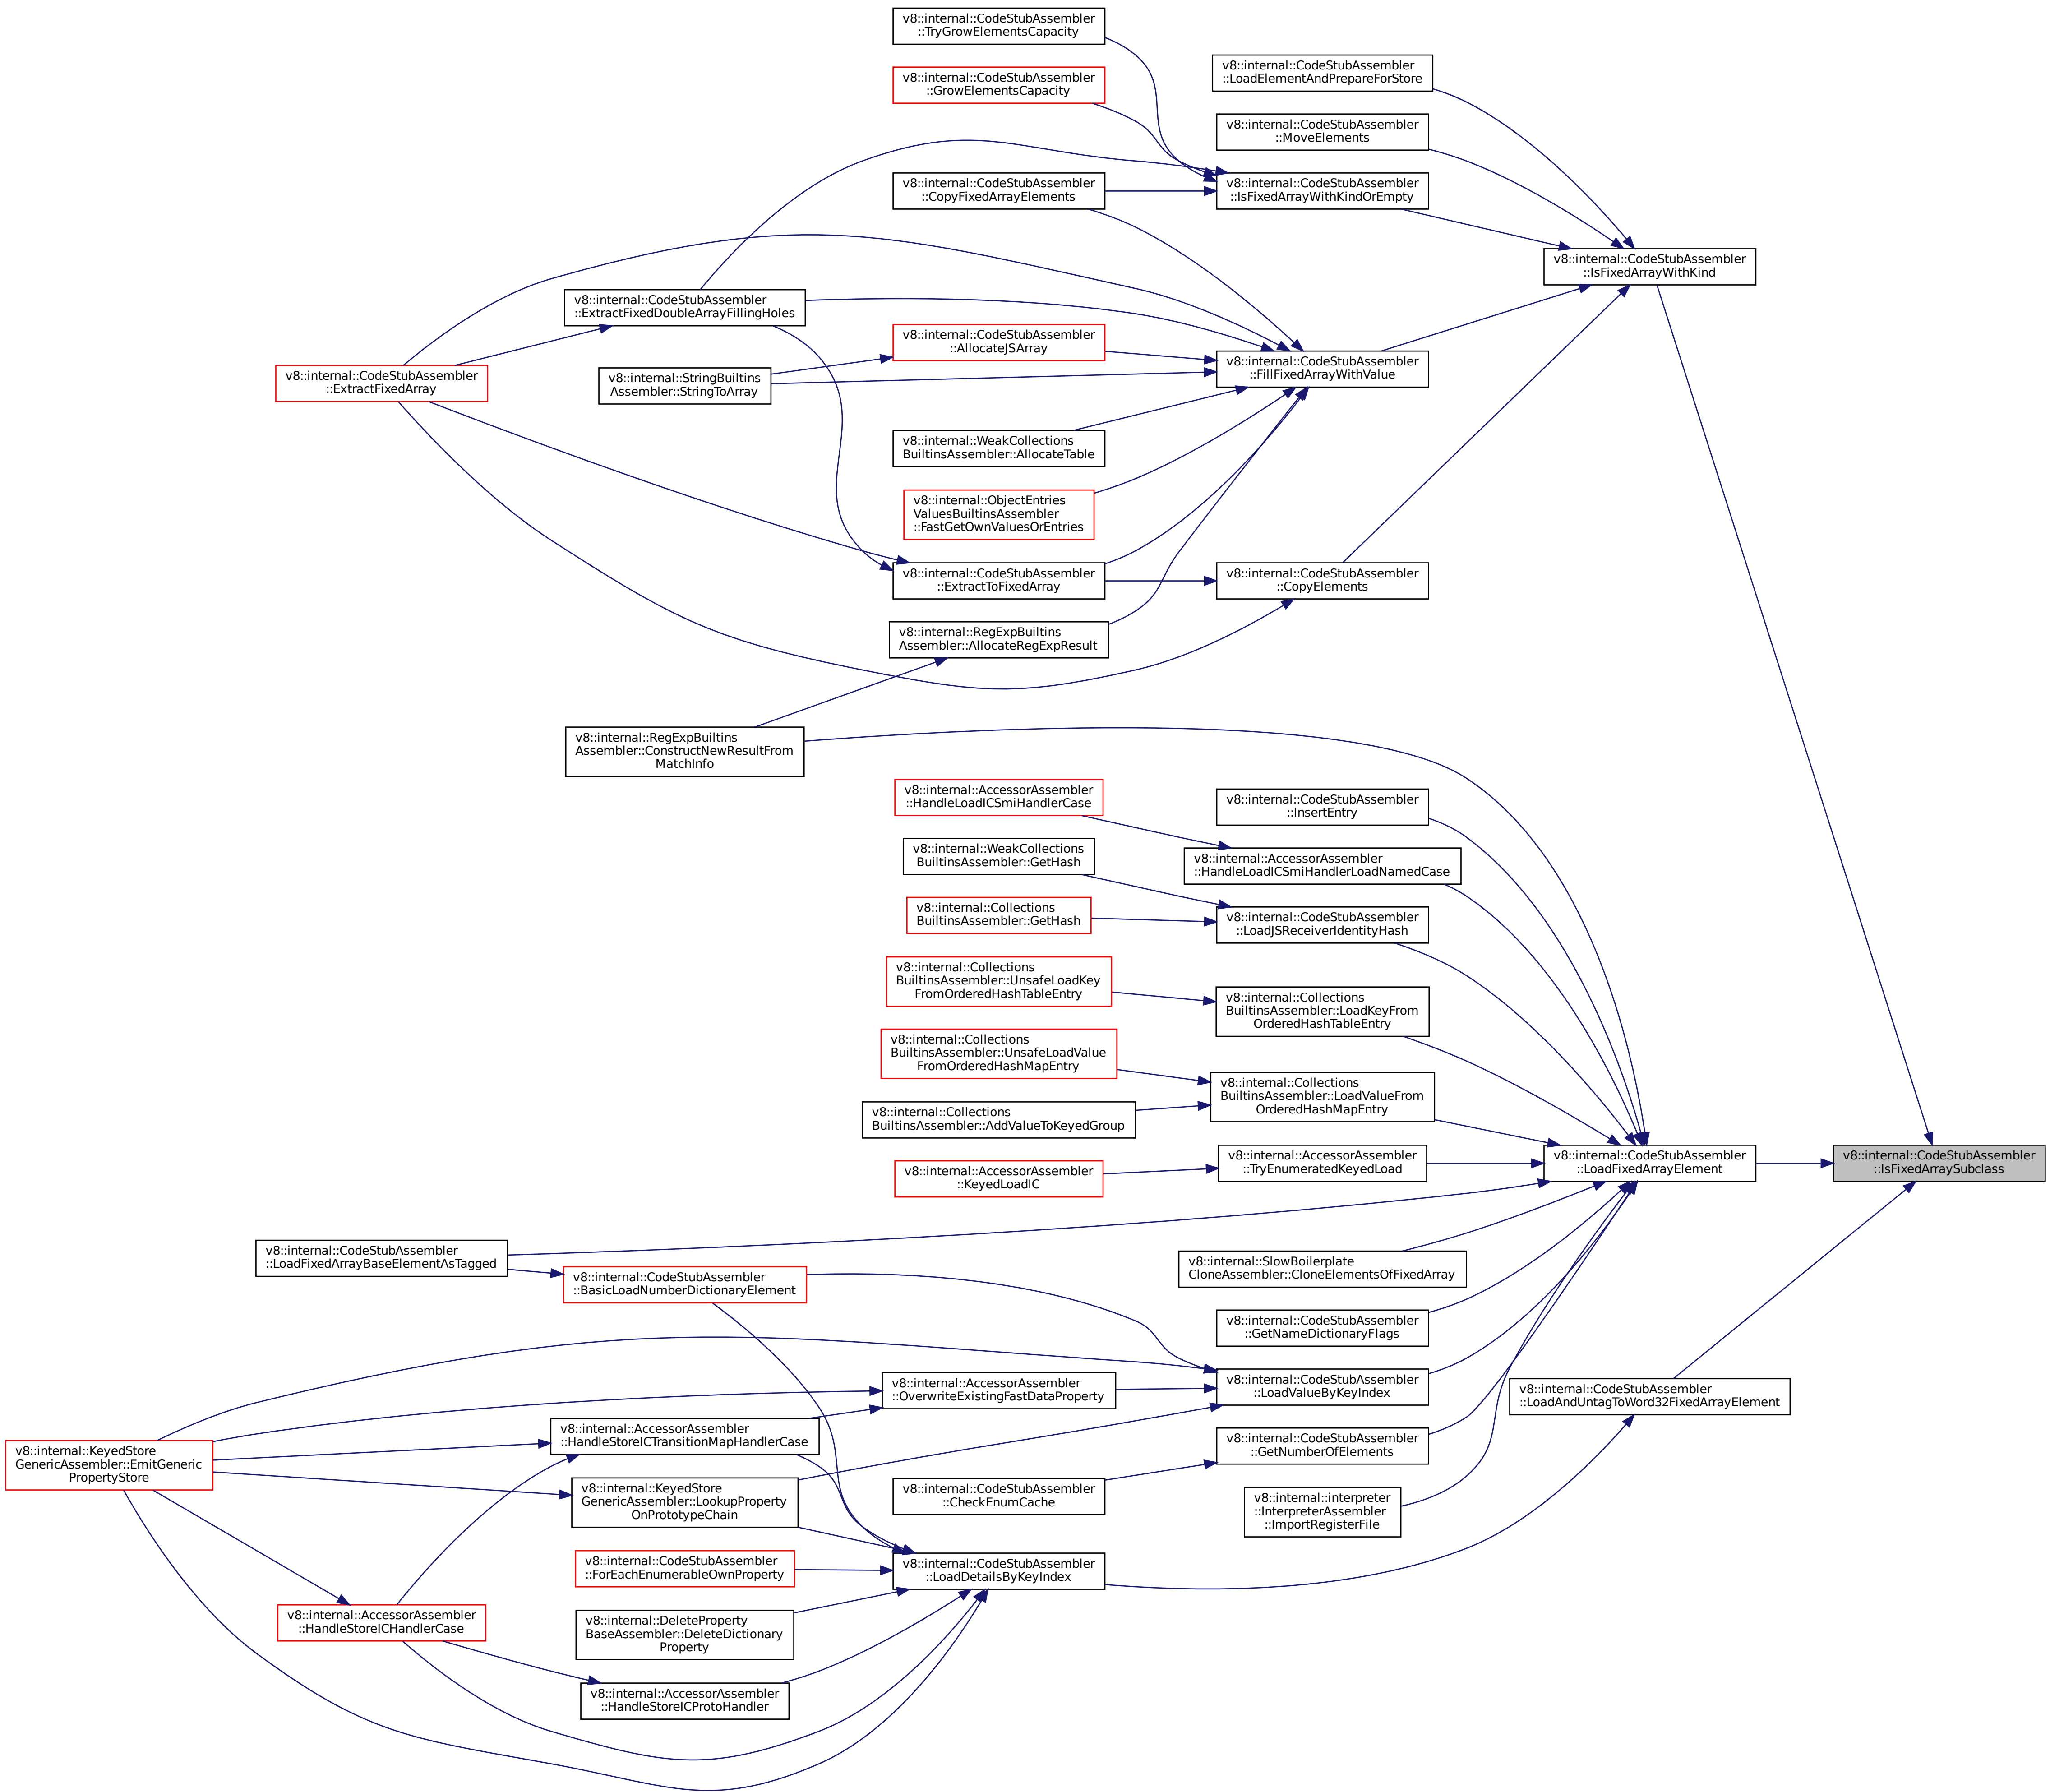 v8::internal::CodeStubAssembler
::TryGrowElementsCapacity
v8::internal::CodeStubAssembler
::LoadElementAndPrepareForStore
v8::internal::CodeStubAssembler
::GrowElementsCapacity
v8::internal::CodeStubAssembler
::MoveElements
v8::internal::CodeStubAssembler
::CopyFixedArrayElements
v8::internal::CodeStubAssembler
::IsFixedArrayWithKindOrEmpty
v8::internal::CodeStubAssembler
::IsFixedArrayWithKind
v8::internal::CodeStubAssembler
::ExtractFixedDoubleArrayFillingHoles
v8::internal::CodeStubAssembler
::AllocateJSArray
v8::internal::CodeStubAssembler
::FillFixedArrayWithValue
v8::internal::CodeStubAssembler
::ExtractFixedArray
v8::internal::StringBuiltins
Assembler::StringToArray
v8::internal::WeakCollections
BuiltinsAssembler::AllocateTable
v8::internal::ObjectEntries
ValuesBuiltinsAssembler
::FastGetOwnValuesOrEntries
v8::internal::CodeStubAssembler
::ExtractToFixedArray
v8::internal::CodeStubAssembler
::CopyElements
v8::internal::RegExpBuiltins
Assembler::AllocateRegExpResult
v8::internal::RegExpBuiltins
Assembler::ConstructNewResultFrom
MatchInfo
v8::internal::AccessorAssembler
::HandleLoadICSmiHandlerCase
v8::internal::CodeStubAssembler
::InsertEntry
v8::internal::WeakCollections
BuiltinsAssembler::GetHash
v8::internal::AccessorAssembler
::HandleLoadICSmiHandlerLoadNamedCase
v8::internal::Collections
BuiltinsAssembler::GetHash
v8::internal::CodeStubAssembler
::LoadJSReceiverIdentityHash
v8::internal::Collections
BuiltinsAssembler::UnsafeLoadKey
FromOrderedHashTableEntry
v8::internal::Collections
BuiltinsAssembler::LoadKeyFrom
OrderedHashTableEntry
v8::internal::Collections
BuiltinsAssembler::UnsafeLoadValue
FromOrderedHashMapEntry
v8::internal::Collections
BuiltinsAssembler::LoadValueFrom
OrderedHashMapEntry
v8::internal::Collections
BuiltinsAssembler::AddValueToKeyedGroup
v8::internal::AccessorAssembler
::KeyedLoadIC
v8::internal::AccessorAssembler
::TryEnumeratedKeyedLoad
v8::internal::CodeStubAssembler
::LoadFixedArrayElement
v8::internal::CodeStubAssembler
::IsFixedArraySubclass
v8::internal::CodeStubAssembler
::LoadFixedArrayBaseElementAsTagged
v8::internal::CodeStubAssembler
::BasicLoadNumberDictionaryElement
v8::internal::SlowBoilerplate
CloneAssembler::CloneElementsOfFixedArray
v8::internal::CodeStubAssembler
::GetNameDictionaryFlags
v8::internal::AccessorAssembler
::OverwriteExistingFastDataProperty
v8::internal::CodeStubAssembler
::LoadValueByKeyIndex
v8::internal::CodeStubAssembler
::LoadAndUntagToWord32FixedArrayElement
v8::internal::KeyedStore
GenericAssembler::EmitGeneric
PropertyStore
v8::internal::AccessorAssembler
::HandleStoreICTransitionMapHandlerCase
v8::internal::CodeStubAssembler
::GetNumberOfElements
v8::internal::KeyedStore
GenericAssembler::LookupProperty
OnPrototypeChain
v8::internal::CodeStubAssembler
::CheckEnumCache
v8::internal::interpreter
::InterpreterAssembler
::ImportRegisterFile
v8::internal::CodeStubAssembler
::ForEachEnumerableOwnProperty
v8::internal::CodeStubAssembler
::LoadDetailsByKeyIndex
v8::internal::AccessorAssembler
::HandleStoreICHandlerCase
v8::internal::DeleteProperty
BaseAssembler::DeleteDictionary
Property
v8::internal::AccessorAssembler
::HandleStoreICProtoHandler